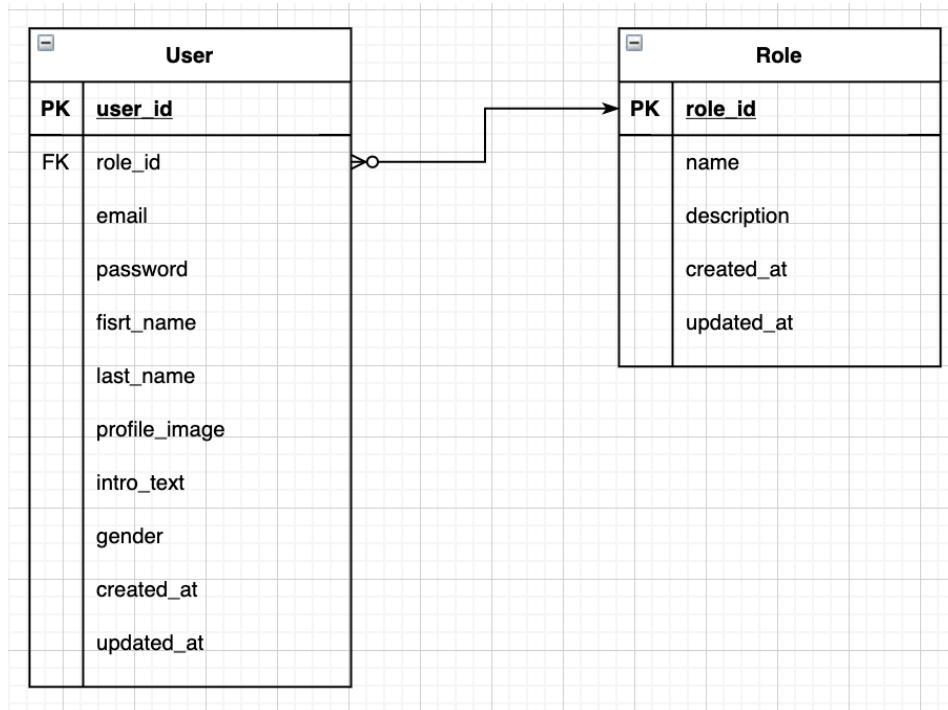 User
PK user_id
FK role_id
email
password
fisrt_name
last_name
profile_image
intro_text
gender
created_at
updated_at
Role
PK role_id
name
description
created_at
updated_at